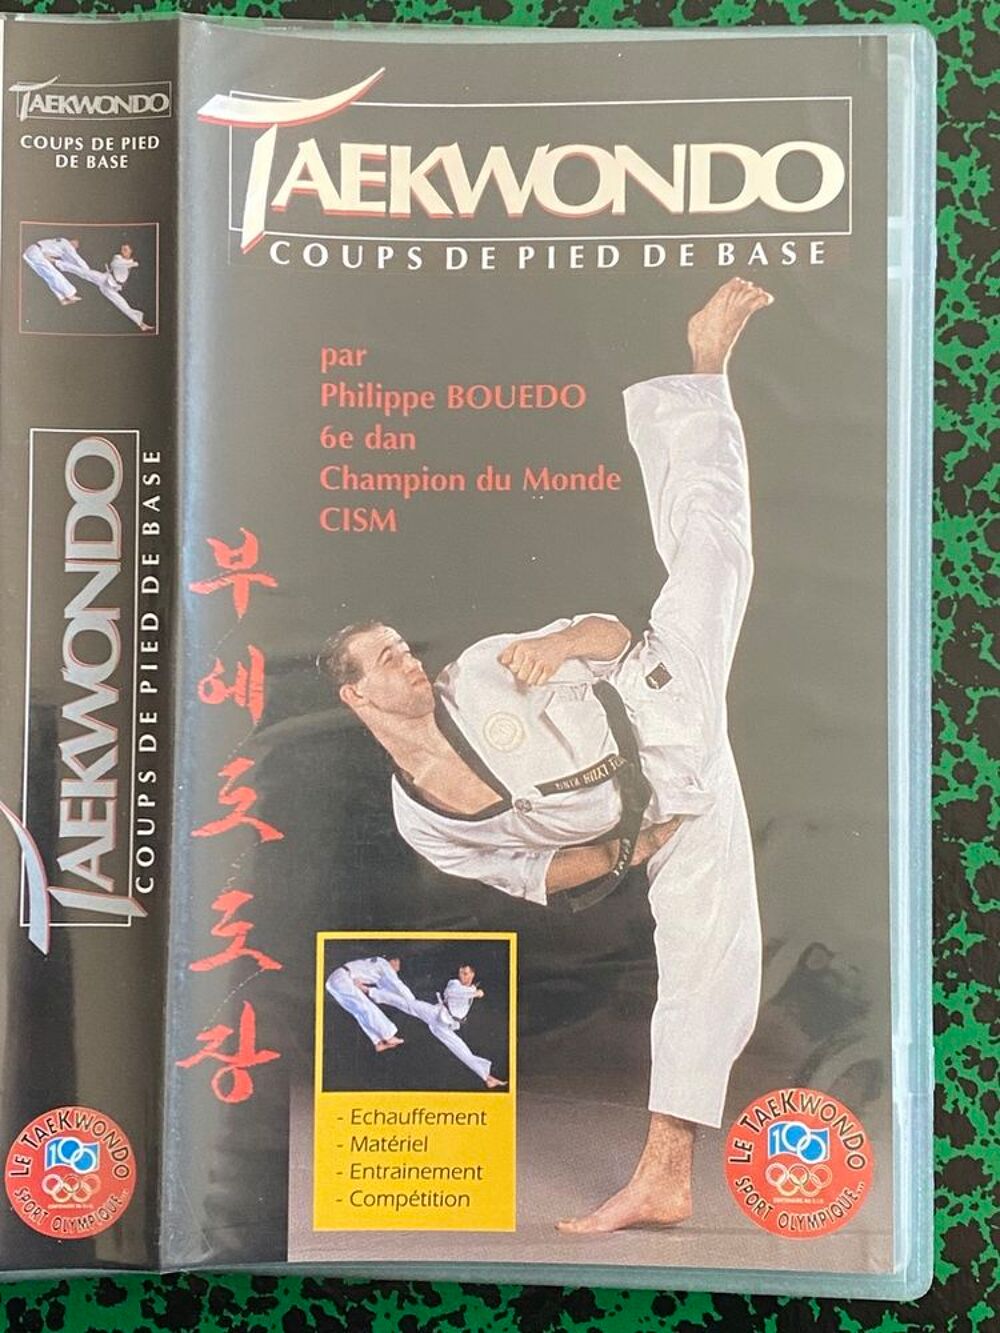 TAEKWONDO
COUPS DE PIED
DE BASE
TAEKWONDO
COUPS DE PIED DE BASE
LE TAEKWONDO
100
SPORT OLYMPIQUE...
TAEKWONDO
COUPS DE PIED DE BASE
par
Philippe BOUEDO
6e dan
Champion du Monde
CISM
부에도도장
- Echauffement
- Matériel
- Entrainement
- Compétition
LE TAEKWONDO
100
SPORT OLYMPIQUE...